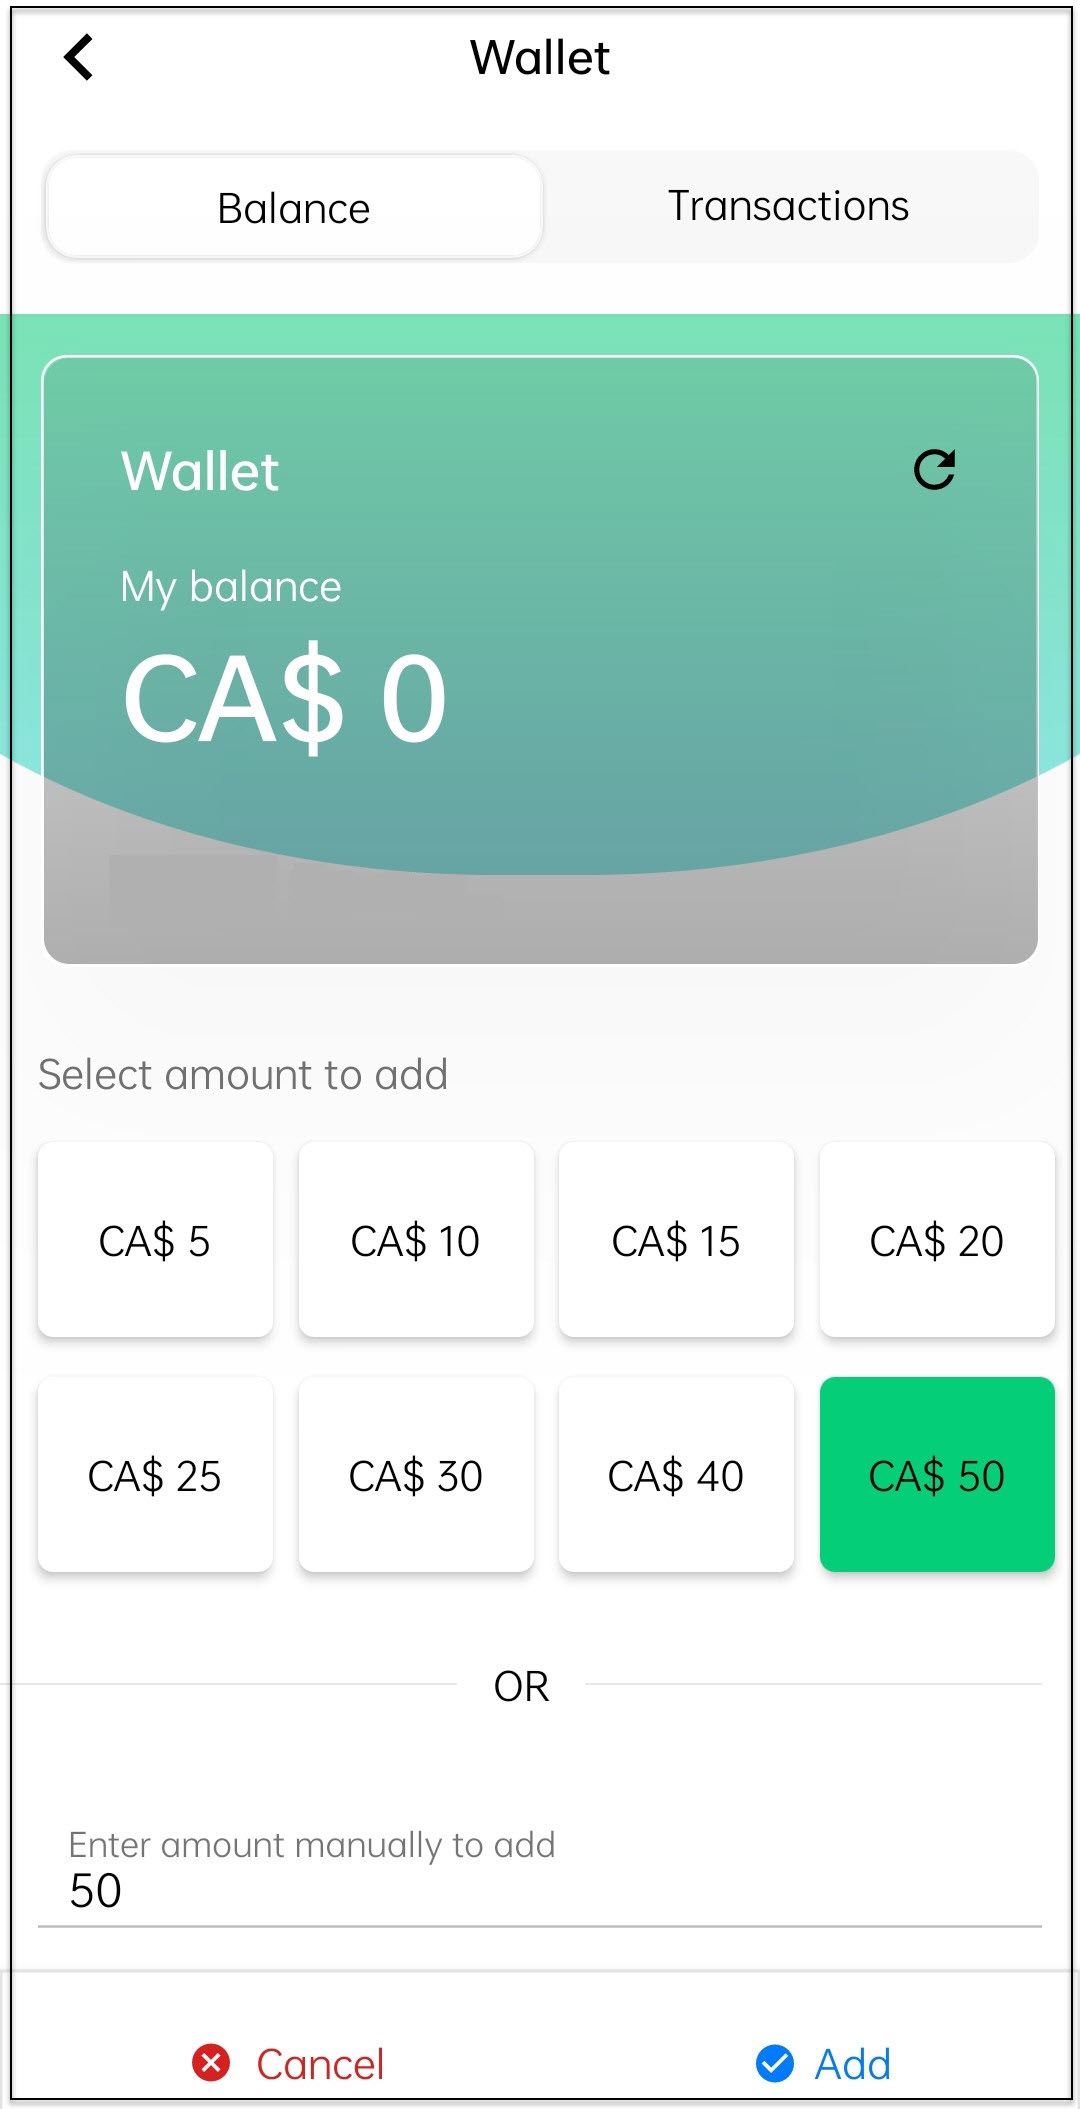 Wallet
Balance
Transactions
Wallet
My balance
CA$ 0
Select amount to add
CA$ 5
CA$ 10
CA$ 15
CA$ 20
CA$ 25
CA$ 30
CA$ 40
CA$ 50
OR
Enter amount manually to add
50
Cancel
Add